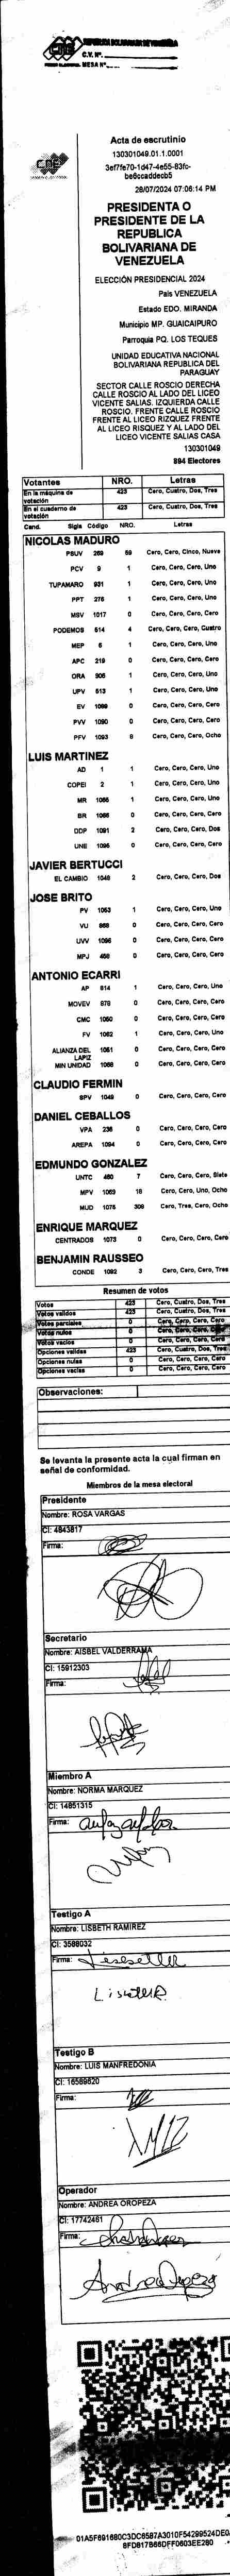 CNE
REPUBLICA BOLIVARIANA DE VENEZUELA
C.V. Nº.
MESA Nº.
CNE
Acta de escrutinio
130301049.01.1.0001
3ef7fe70-1d47-4e55-83fc-
be6ccaddecb5
28/07/2024 07:06:14 PM
PRESIDENTA O
PRESIDENTE DE LA
REPUBLICA
BOLIVARIANA DE
VENEZUELA
ELECCIÓN PRESIDENCIAL 2024
País VENEZUELA
Estado EDO. MIRANDA
Municipio MP. GUAICAIPURO
Parroquia PQ. LOS TEQUES
UNIDAD EDUCATIVA NACIONAL
BOLIVARIANA REPUBLICA DEL
PARAGUAY
SECTOR CALLE ROSCIO DERECHA
CALLE ROSCIO AL LADO DEL LICEO
VICENTE SALIAS. IZQUIERDA CALLE
ROSCIO. FRENTE CALLE ROSCIO
FRENTE AL LICEO RIZQUEZ FRENTE
AL LICEO RISQUEZ Y AL LADO DEL
LICEO VICENTE SALIAS CASA
130301049
894 Electores
Votantes NRO. Letras
En la máquina de votación 423 Cero, Cuatro, Dos, Tres
En el cuaderno de votación 423 Cero, Cuatro, Dos, Tres
Cand. Sigla Código NRO. Letras
NICOLAS MADURO
PSUV 269 59 Cero, Cero, Cinco, Nueve
PCV 9 1 Cero, Cero, Cero, Uno
TUPAMARO 931 1 Cero, Cero, Cero, Uno
PPT 276 1 Cero, Cero, Cero, Uno
MSV 1017 0 Cero, Cero, Cero, Cero
PODEMOS 514 4 Cero, Cero, Cero, Cuatro
MEP 6 1 Cero, Cero, Cero, Uno
APC 219 0 Cero, Cero, Cero, Cero
ORA 906 1 Cero, Cero, Cero, Uno
UPV 513 1 Cero, Cero, Cero, Uno
EV 1089 0 Cero, Cero, Cero, Cero
PVV 1090 0 Cero, Cero, Cero, Cero
PFV 1093 8 Cero, Cero, Cero, Ocho
LUIS MARTINEZ
AD 1 1 Cero, Cero, Cero, Uno
COPEI 2 1 Cero, Cero, Cero, Uno
MR 1066 1 Cero, Cero, Cero, Uno
BR 1088 0 Cero, Cero, Cero, Cero
DDP 1091 2 Cero, Cero, Cero, Dos
UNE 1096 0 Cero, Cero, Cero, Cero
JAVIER BERTUCCI
EL CAMBIO 1048 2 Cero, Cero, Cero, Dos
JOSE BRITO
PV 1053 1 Cero, Cero, Cero, Uno
VU 868 0 Cero, Cero, Cero, Cero
UVV 1095 0 Cero, Cero, Cero, Cero
MPJ 458 0 Cero, Cero, Cero, Cero
ANTONIO ECARRI
AP 814 1 Cero, Cero, Cero, Uno
MOVEV 879 0 Cero, Cero, Cero, Cero
CMC 1060 0 Cero, Cero, Cero, Cero
FV 1062 1 Cero, Cero, Cero, Uno
ALIANZA DEL LAPIZ 1051 0 Cero, Cero, Cero, Cero
MIN UNIDAD 1068 0 Cero, Cero, Cero, Cero
CLAUDIO FERMIN
SPV 1049 0 Cero, Cero, Cero, Cero
DANIEL CEBALLOS
VPA 236 0 Cero, Cero, Cero, Cero
AREPA 1094 0 Cero, Cero, Cero, Cero
EDMUNDO GONZALEZ
UNTC 460 7 Cero, Cero, Cero, Siete
MPV 1069 18 Cero, Cero, Uno, Ocho
MUD 1075 308 Cero, Tres, Cero, Ocho
ENRIQUE MARQUEZ
CENTRADOS 1073 0 Cero, Cero, Cero, Cero
BENJAMIN RAUSSEO
CONDE 1092 3 Cero, Cero, Cero, Tres
Resumen de votos
Votos 423 Cero, Cuatro, Dos, Tres
Votos validos 423 Cero, Cuatro, Dos, Tres
Votos parciales 0 Cero, Cero, Cero, Cero
Votos nulos 0 Cero, Cero, Cero, Cero
Votos vacios 0 Cero, Cero, Cero, Cero
Opciones validas 423 Cero, Cuatro, Dos, Tres
Opciones nulas 0 Cero, Cero, Cero, Cero
Opciones vacias 0 Cero, Cero, Cero, Cero
Observaciones:
Se levanta la presente acta la cual firman en
señal de conformidad.
Miembros de la mesa electoral
Presidente
Nombre: ROSA VARGAS
CI: 4843817
Firma:
Secretario
Nombre: AISBEL VALDERRAMA
CI: 15912303
Firma:
Miembro A
Nombre: NORMA MARQUEZ
CI: 14851315
Firma:
Testigo A
Nombre: LISBETH RAMIREZ
CI: 3588032
Firma:
Testigo B
Nombre: LUIS MANFREDONIA
CI: 16589620
Firma:
Operador
Nombre: ANDREA OROPEZA
CI: 17742461
Firma: